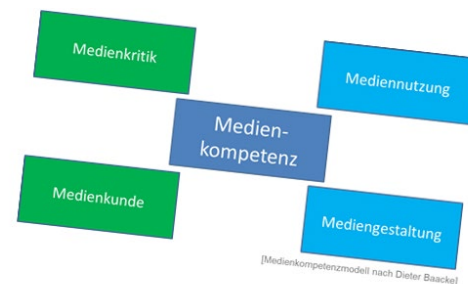 Medienkritik
Mediennutzung
Medien-
kompetenz
Medienkunde
Mediengestaltung
[Medienkompetenzmodell nach Dieter Baacke]